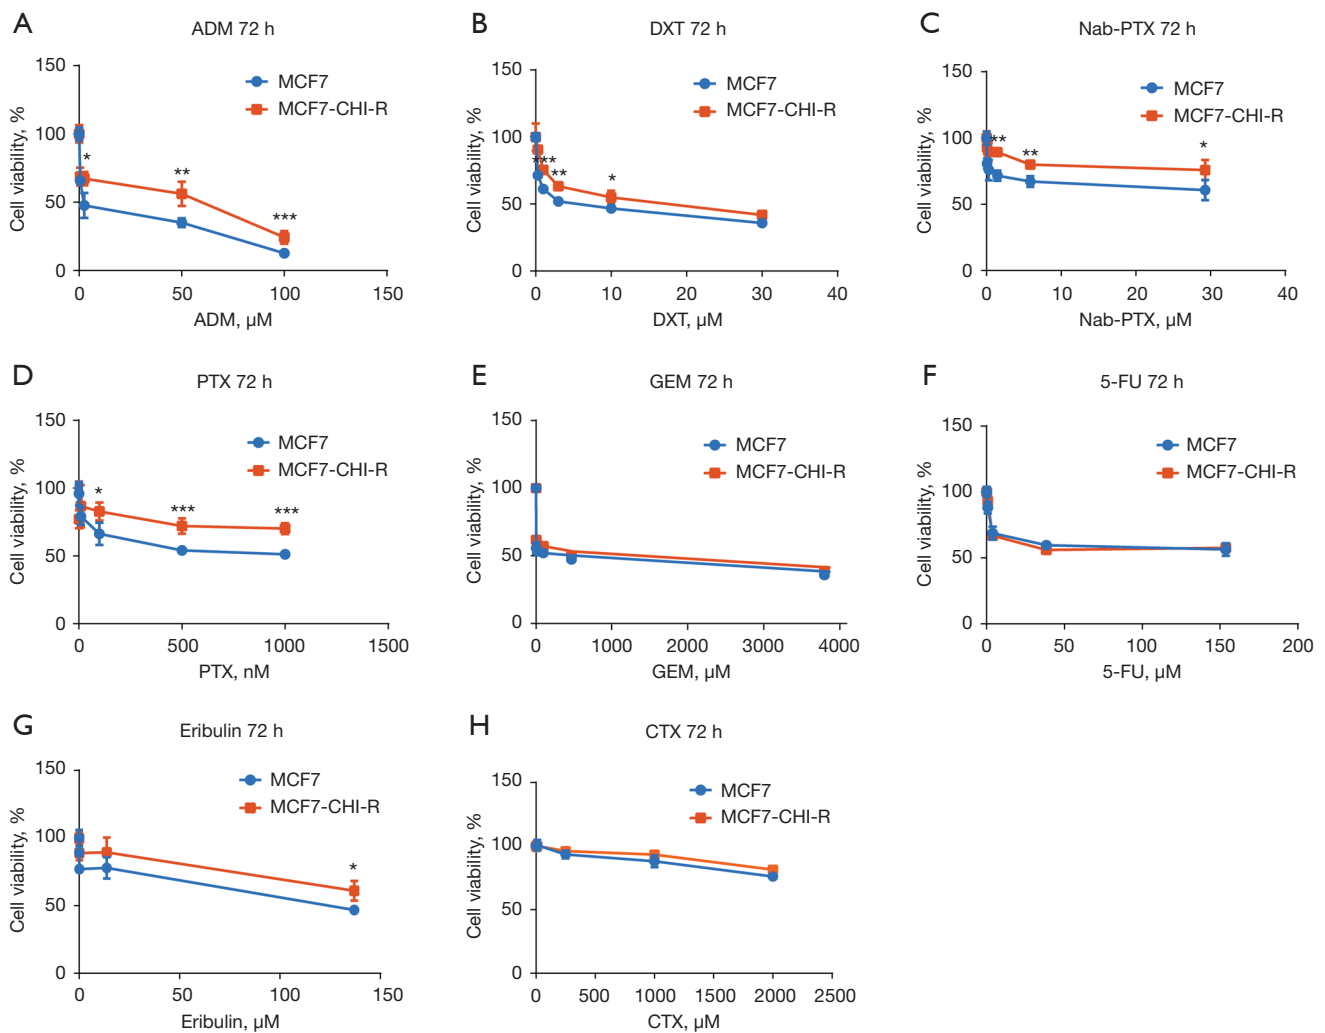 A
ADM 72 h
150
100
50
0
Cell viability, %
MCF7
MCF7-CHI-R
*
**
***
0 50 100 150
ADM, µM
B
DXT 72 h
150
100
50
0
Cell viability, %
MCF7
MCF7-CHI-R
***
**
*
0 10 20 30 40
DXT, µM
C
Nab-PTX 72 h
150
100
50
0
Cell viability, %
MCF7
MCF7-CHI-R
**
**
*
0 10 20 30 40
Nab-PTX, µM
D
PTX 72 h
150
100
50
0
Cell viability, %
MCF7
MCF7-CHI-R
*
***
***
0 500 1000 1500
PTX, nM
E
GEM 72 h
150
100
50
0
Cell viability, %
MCF7
MCF7-CHI-R
0 1000 2000 3000 4000
GEM, µM
F
5-FU 72 h
150
100
50
0
Cell viability, %
MCF7
MCF7-CHI-R
0 50 100 150 200
5-FU, µM
G
Eribulin 72 h
150
100
50
0
Cell viability, %
MCF7
MCF7-CHI-R
*
0 50 100 150
Eribulin, µM
H
CTX 72 h
150
100
50
0
Cell viability, %
MCF7
MCF7-CHI-R
0 500 1000 1500 2000 2500
CTX, µM